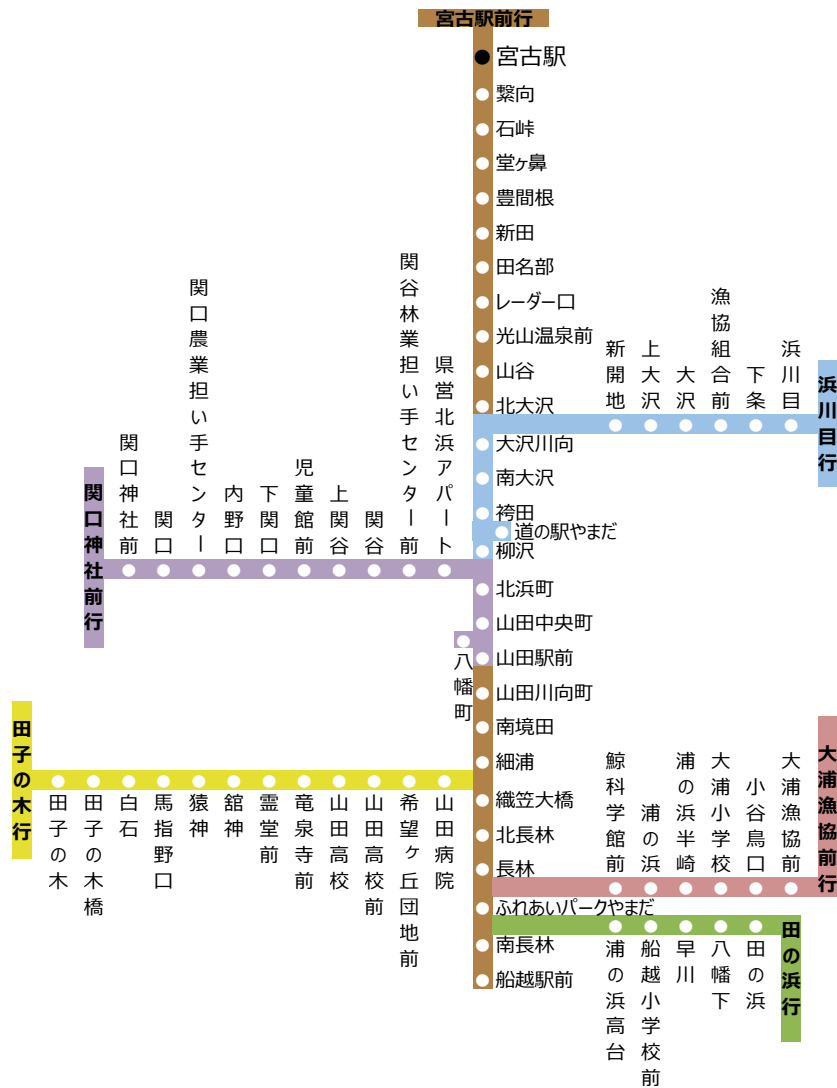 宮古駅前行
宮古駅
繋向
石峠
堂ヶ鼻
豊間根
新田
田名部
レーダー口
光山温泉前
山谷
北大沢
大沢川向
南大沢
袴田
道の駅やまだ
柳沢
北浜町
山田中央町
山田駅前
八幡町
山田川向町
南境田
細浦
織笠大橋
北長林
長林
ふれあいパークやまだ
南長林
船越駅前
新開地
上大沢
大沢
漁協組合前
下条
浜川目
浜川目行
関口神社前行
関口神社前
関口
関口農業担い手センター
内野口
下関口
児童館前
上関谷
関谷
関谷林業担い手センター前
県営北浜アパート
田子の木行
田子の木
田子の木橋
白石
馬指野口
猿神
舘神
霊堂前
竜泉寺前
山田高校
山田高校前
希望ヶ丘団地前
山田病院
鯨科学館前
浦の浜
浦の浜半崎
大浦小学校
小谷鳥口
大浦漁協前
大浦漁協前行
浦の浜高台
船越小学校前
早川
八幡下
田の浜
田の浜行